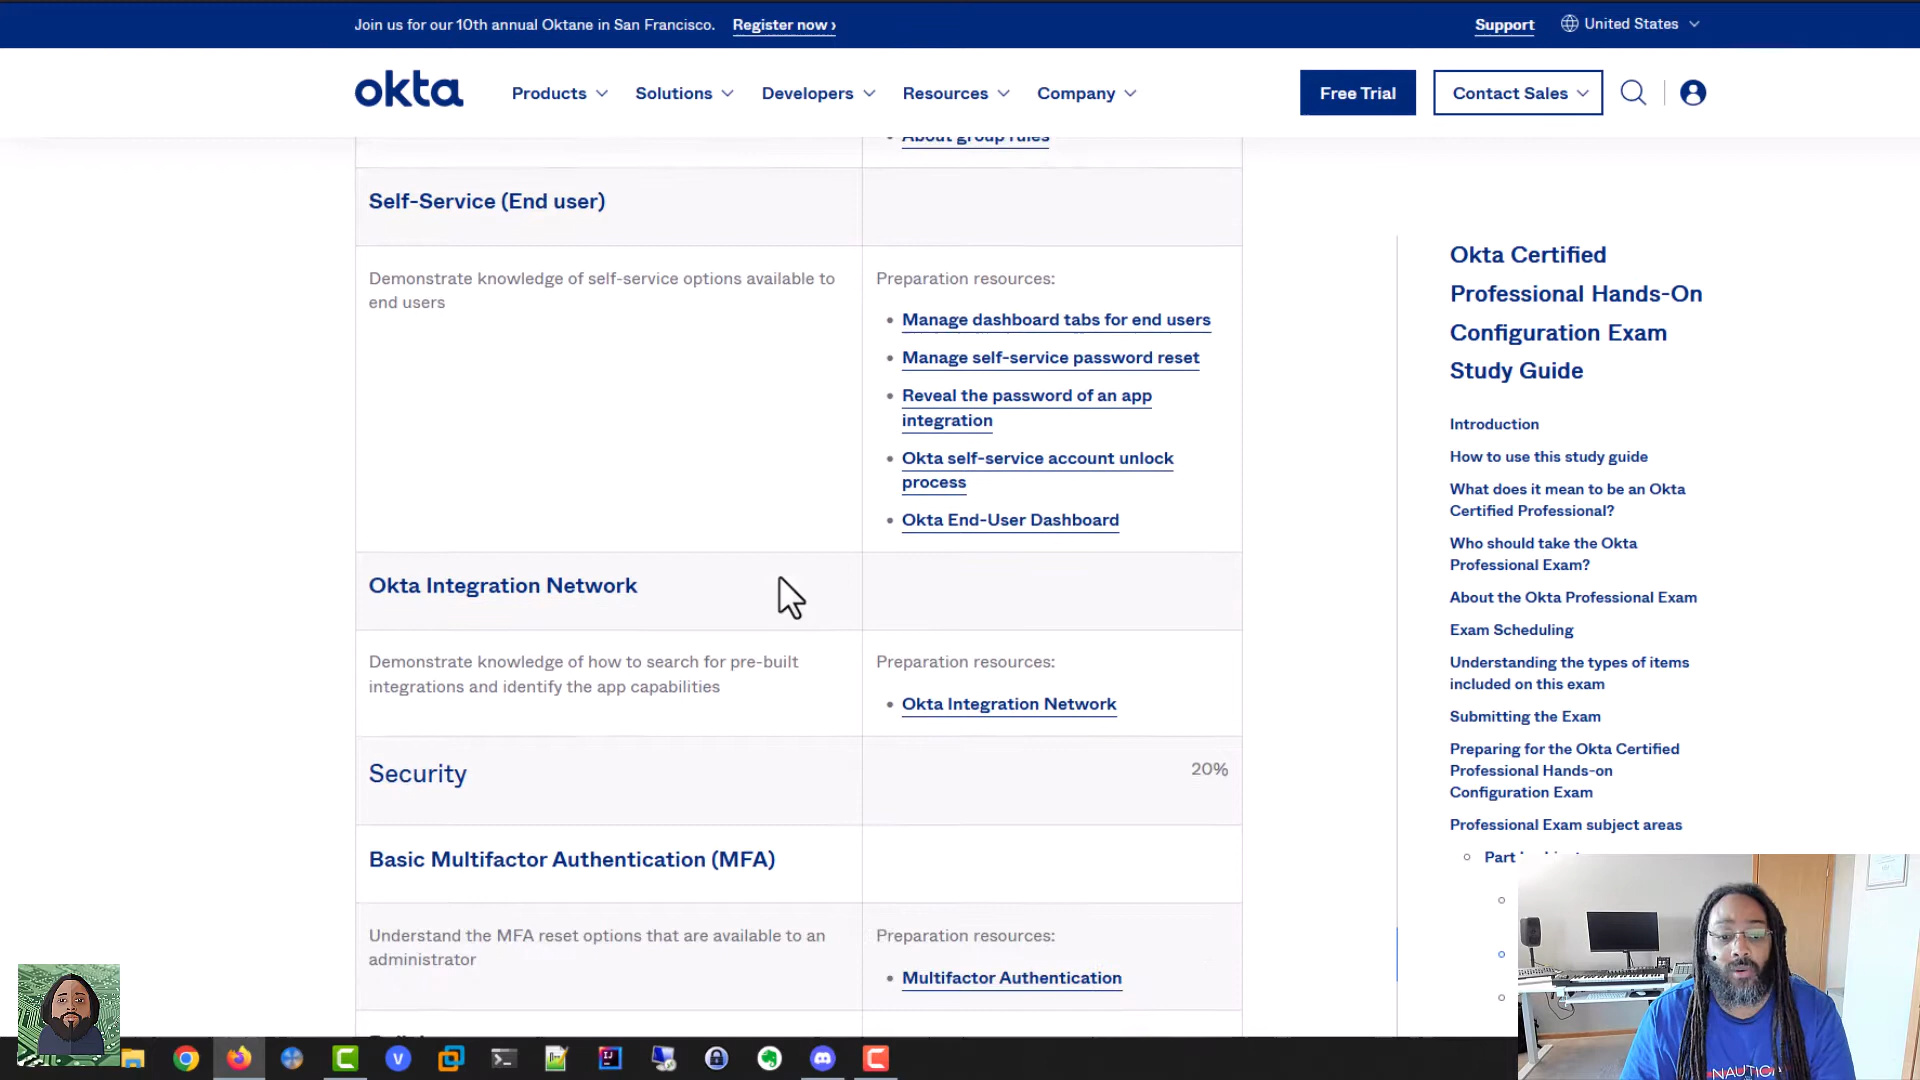 Join us for our 10th annual Oktane in San Francisco. Register now ›
Support
United States
okta
Products
Solutions
Developers
Resources
Company
Free Trial
Contact Sales
About group rules
Self-Service (End user)
Demonstrate knowledge of self-service options available to
end users
Preparation resources:
Manage dashboard tabs for end users
Manage self-service password reset
Reveal the password of an app
integration
Okta self-service account unlock
process
Okta End-User Dashboard
Okta Integration Network
Demonstrate knowledge of how to search for pre-built
integrations and identify the app capabilities
Preparation resources:
Okta Integration Network
Security
20%
Basic Multifactor Authentication (MFA)
Understand the MFA reset options that are available to an
administrator
Preparation resources:
Multifactor Authentication
Okta Certified
Professional Hands-On
Configuration Exam
Study Guide
Introduction
How to use this study guide
What does it mean to be an Okta
Certified Professional?
Who should take the Okta
Professional Exam?
About the Okta Professional Exam
Exam Scheduling
Understanding the types of items
included on this exam
Submitting the Exam
Preparing for the Okta Certified
Professional Hands-on
Configuration Exam
Professional Exam subject areas
Part
NAUTICA